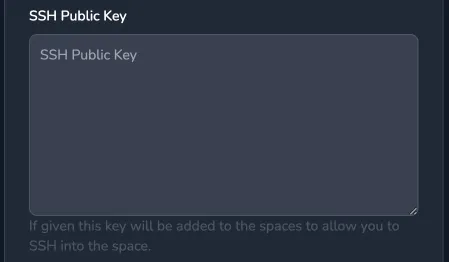 SSH Public Key
SSH Public Key
If given this key will be added to the spaces to allow you to
SSH into the space.